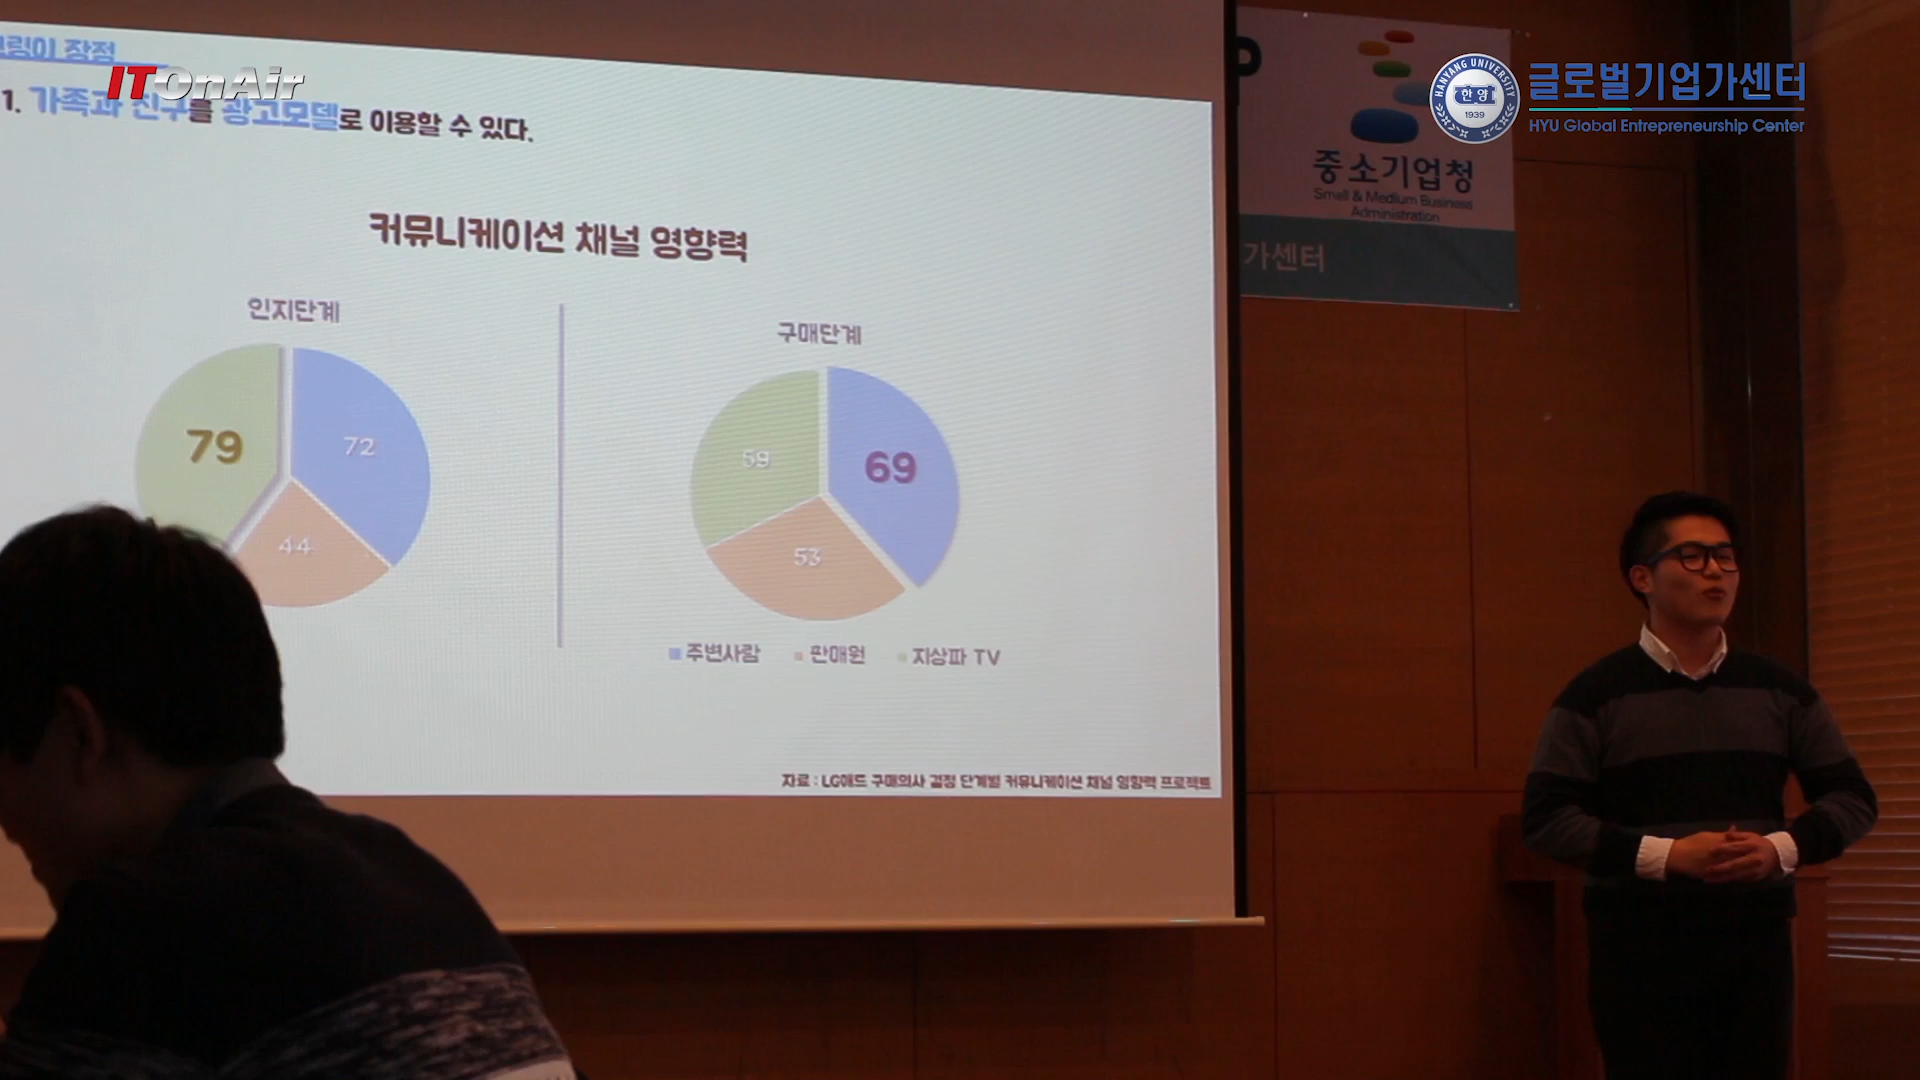 장점
ITOnAir
1. 가족과 친구를 광고모델로 이용할 수 있다.
커뮤니케이션 채널 영향력
인지단계
구매단계
79
72
44
59
69
53
주변사람
판매원
지상파 TV
자료 : LG애드 구매의사 결정 단계별 커뮤니케이션 채널 영향력 프로젝트
P
중소기업청
Small & Medium Business
Administration
가센터
HANYANG UNIVERSITY
한양
1939
글로벌기업가센터
HYU Global Entrepreneurship Center